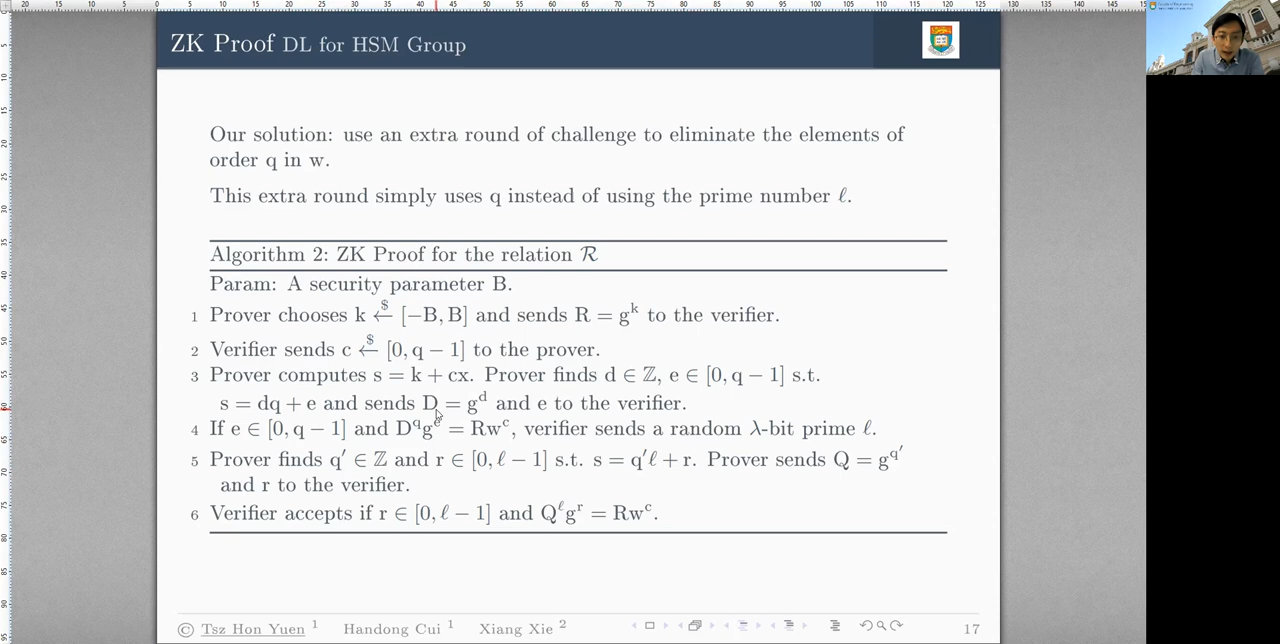 ZK Proof DL for HSM Group
Our solution: use an extra round of challenge to eliminate the elements of
order q in w.
This extra round simply uses q instead of using the prime number ℓ.
Algorithm 2: ZK Proof for the relation ℛ
Param: A security parameter B.
1 Prover chooses k ←$ [−B, B] and sends R = g^k to the verifier.
2 Verifier sends c ←$ [0, q − 1] to the prover.
3 Prover computes s = k + cx. Prover finds d ∈ ℤ, e ∈ [0, q − 1] s.t.
s = dq + e and sends D = g^d and e to the verifier.
4 If e ∈ [0, q − 1] and D^q g^e = Rw^c, verifier sends a random λ-bit prime ℓ.
5 Prover finds q′ ∈ ℤ and r ∈ [0, ℓ − 1] s.t. s = q′ℓ + r. Prover sends Q = g^q′
and r to the verifier.
6 Verifier accepts if r ∈ [0, ℓ − 1] and Q^ℓ g^r = Rw^c.
© Tsz Hon Yuen 1 Handong Cui 1 Xiang Xie 2 17